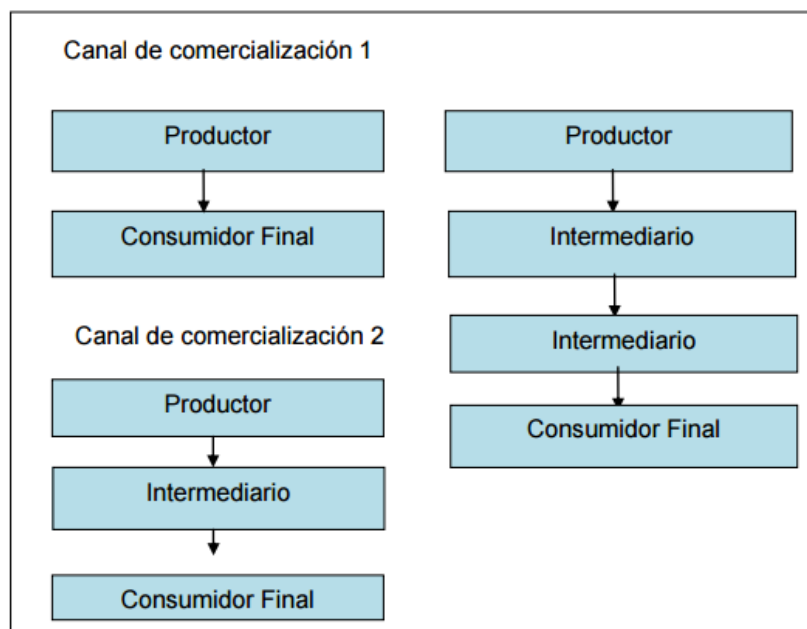 Canal de comercialización 1
Productor
Consumidor Final
Canal de comercialización 2
Productor
Intermediario
Consumidor Final
Productor
Intermediario
Intermediario
Consumidor Final